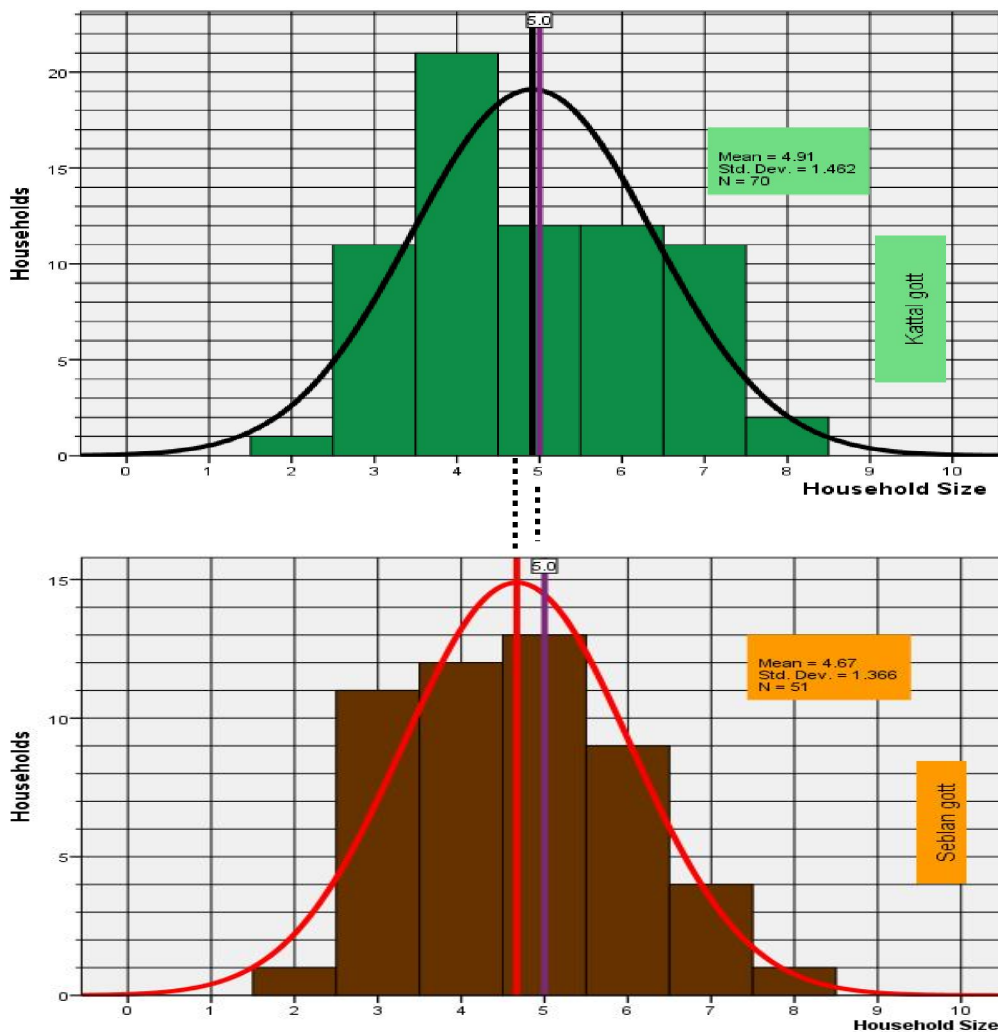 5.0
20
15
10
5
0
Households
Mean = 4.91
Std. Dev. = 1.462
N = 70
Kattal gott
0 1 2 3 4 5 6 7 8 9 10
Household Size
5.0
15
10
5
0
Households
Mean = 4.67
Std. Dev. = 1.366
N = 51
Seblan gott
0 1 2 3 4 5 6 7 8 9 10
Household Size